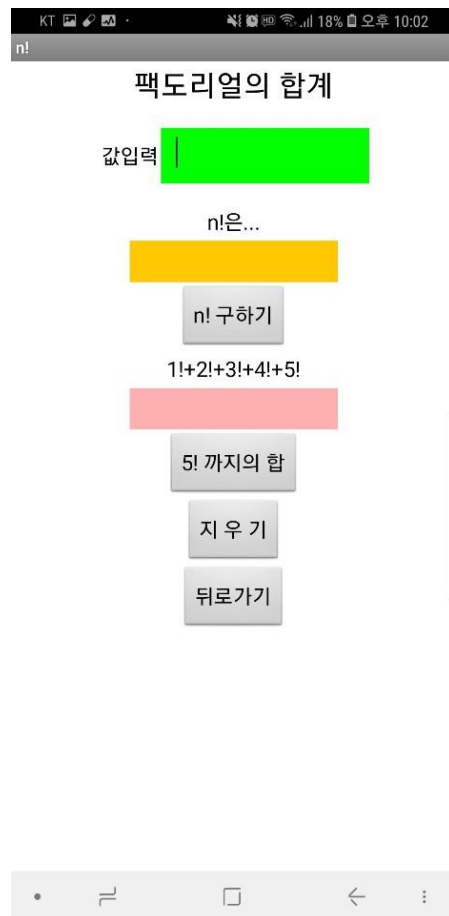 KT 18% 오후 10:02
n!
팩도리얼의 합계
값입력
n!은...
n! 구하기
1!+2!+3!+4!+5!
5! 까지의 합
지 우 기
뒤로가기